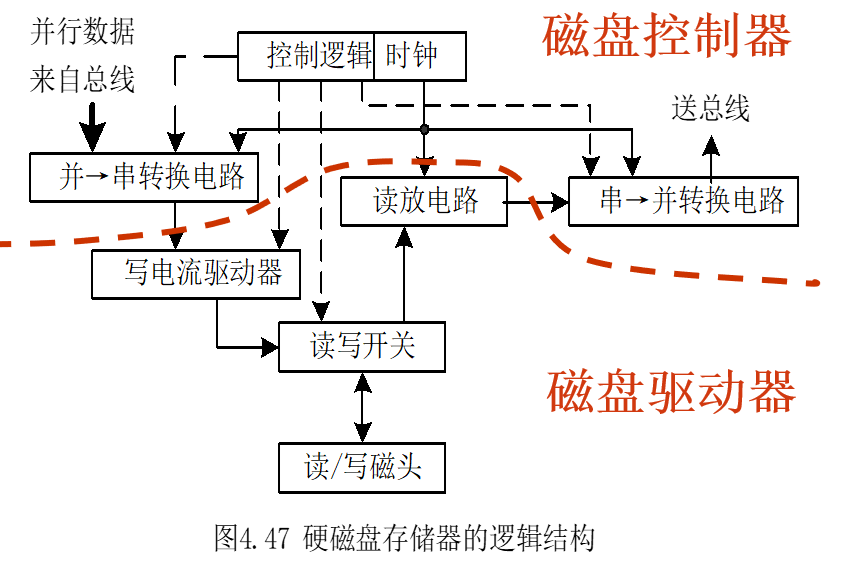 并行数据
来自总线
控制逻辑 时钟
磁盘控制器
送总线
并→串转换电路
读放电路
串→并转换电路
写电流驱动器
读写开关
磁盘驱动器
读/写磁头
图4.47 硬磁盘存储器的逻辑结构